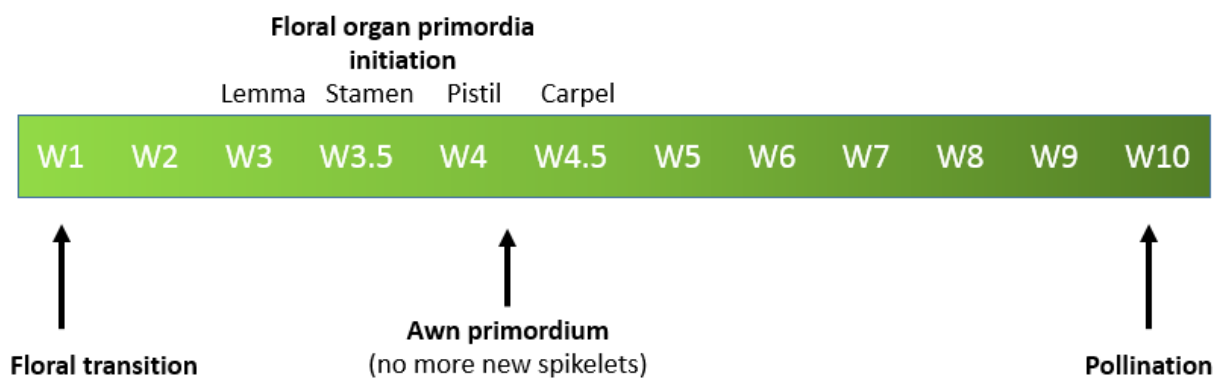 Floral organ primordia
initiation
Lemma Stamen Pistil Carpel
W1 W2 W3 W3.5 W4 W4.5 W5 W6 W7 W8 W9 W10
Awn primordium
(no more new spikelets)
Floral transition
Pollination